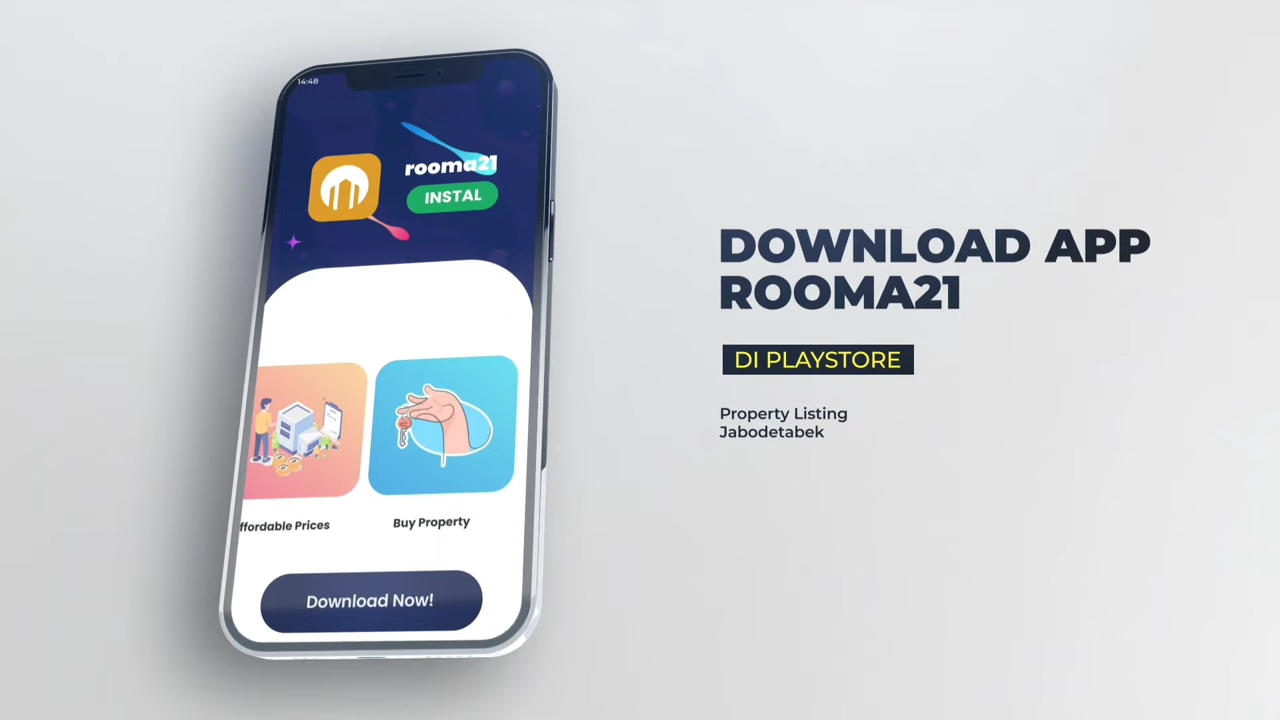 14:48
rooma21
INSTAL
ffordable Prices
Buy Property
Download Now!
DOWNLOAD APP
ROOMA21
DI PLAYSTORE
Property Listing
Jabodetabek